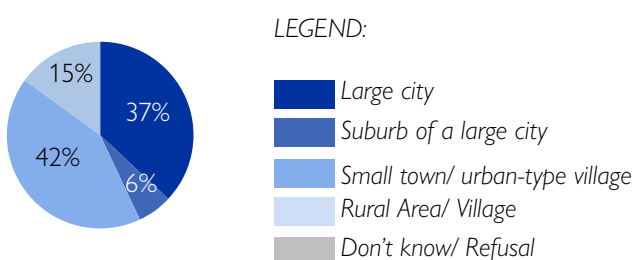 LEGEND:
15%
37%
42%
6%
Large city
Suburb of a large city
Small town/ urban-type village
Rural Area/ Village
Don't know/ Refusal